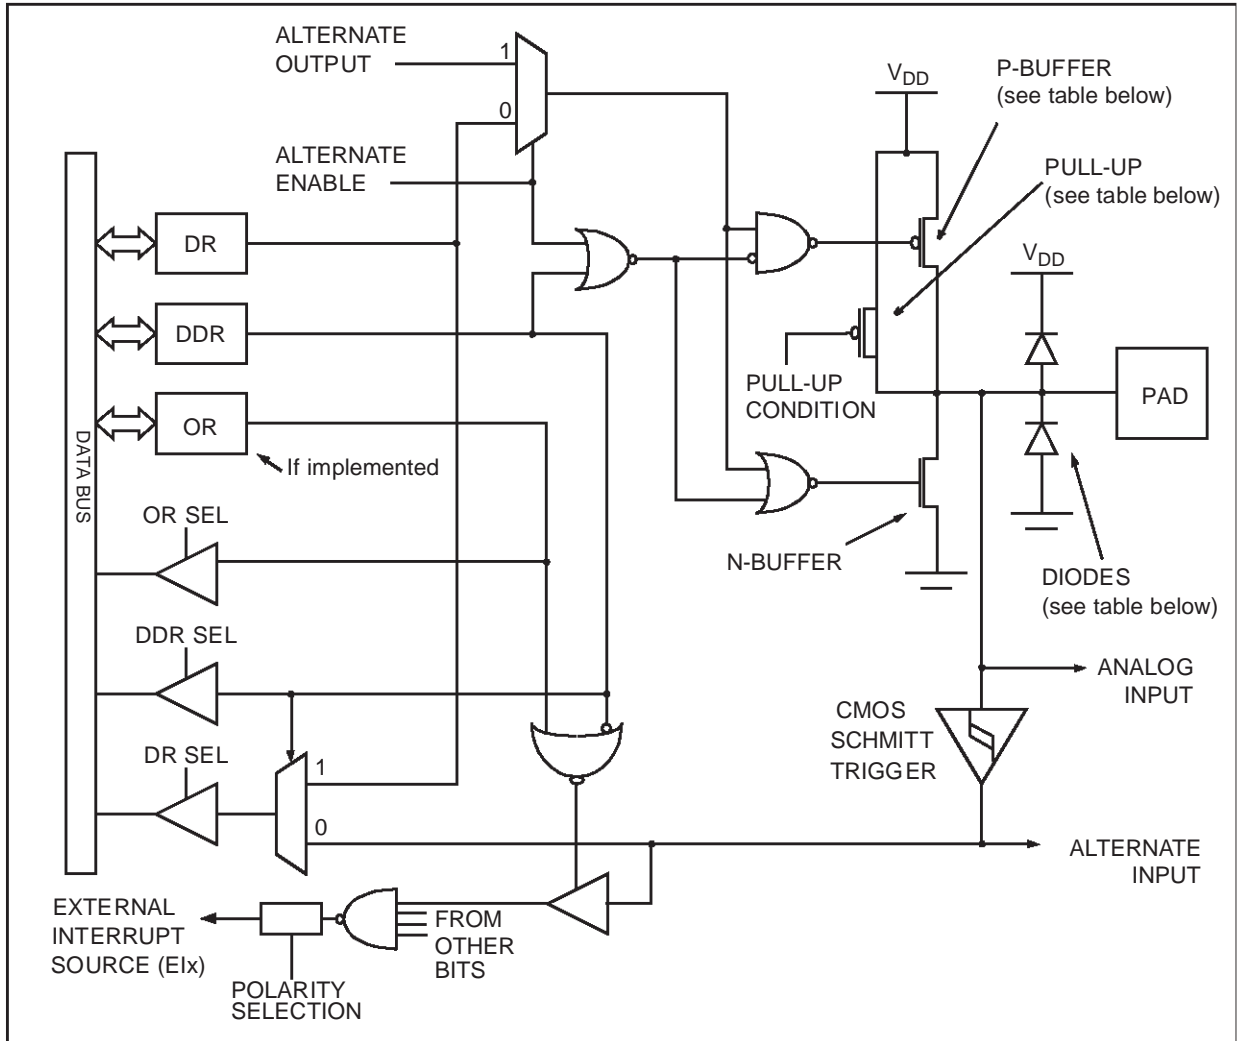 ALTERNATE
OUTPUT
1
0
V_DD
P-BUFFER
(see table below)
ALTERNATE
ENABLE
PULL-UP
(see table below)
DR
V_DD
DDR
PULL-UP
CONDITION
PAD
OR
If implemented
DATA BUS
OR SEL
N-BUFFER
DIODES
(see table below)
DDR SEL
ANALOG
INPUT
CMOS
SCHMITT
TRIGGER
DR SEL
1
0
ALTERNATE
INPUT
EXTERNAL
INTERRUPT
SOURCE (EIx)
FROM
OTHER
BITS
POLARITY
SELECTION